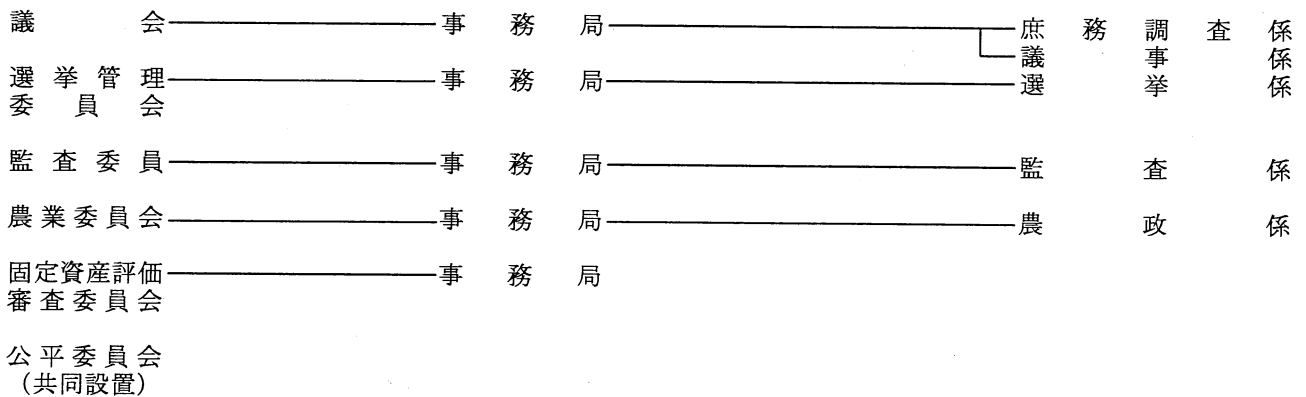 議会 事務局 庶務調査係
議事係
選挙管理 事務局 選挙係
委員会
監査委員 事務局 監査係
農業委員会 事務局 農政係
固定資産評価 事務局
審査委員会
公平委員会
（共同設置）